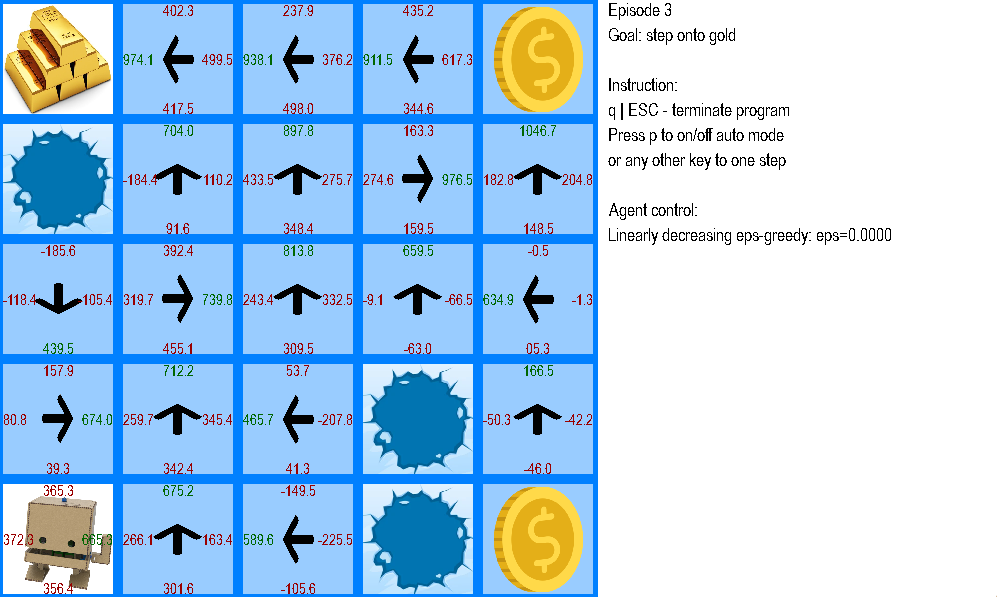 402.3 237.9 435.2
974.1 499.5 938.1 376.2 911.5 617.3
417.5 498.0 344.6
704.0 897.8 163.3 1046.7
-184.4 110.2 433.5 275.7 274.6 976.5 182.8 204.8
91.6 348.4 159.5 148.5
-185.6 392.4 813.8 659.5 -0.5
-118.4 -105.4 319.7 739.8 243.4 332.5 -9.1 -66.5 634.9 -1.3
439.5 455.1 309.5 -63.0 05.3
157.9 712.2 53.7 166.5
80.8 674.0 259.7 345.4 465.7 -207.8 -50.3 -42.2
39.3 342.4 41.3 -46.0
365.3 675.2 -149.5
372.3 665.3 266.1 163.4 589.6 -225.5
356.4 301.6 -105.6
Episode 3
Goal: step onto gold
Instruction:
q | ESC - terminate program
Press p to on/off auto mode
or any other key to one step
Agent control:
Linearly decreasing eps-greedy: eps=0.0000